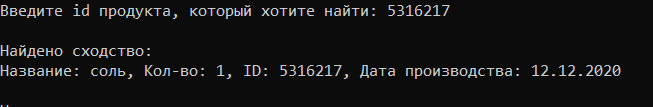 Введите id продукта, который хотите найти: 5316217
Найдено сходство:
Название: соль, Кол-во: 1, ID: 5316217, Дата производства: 12.12.2020